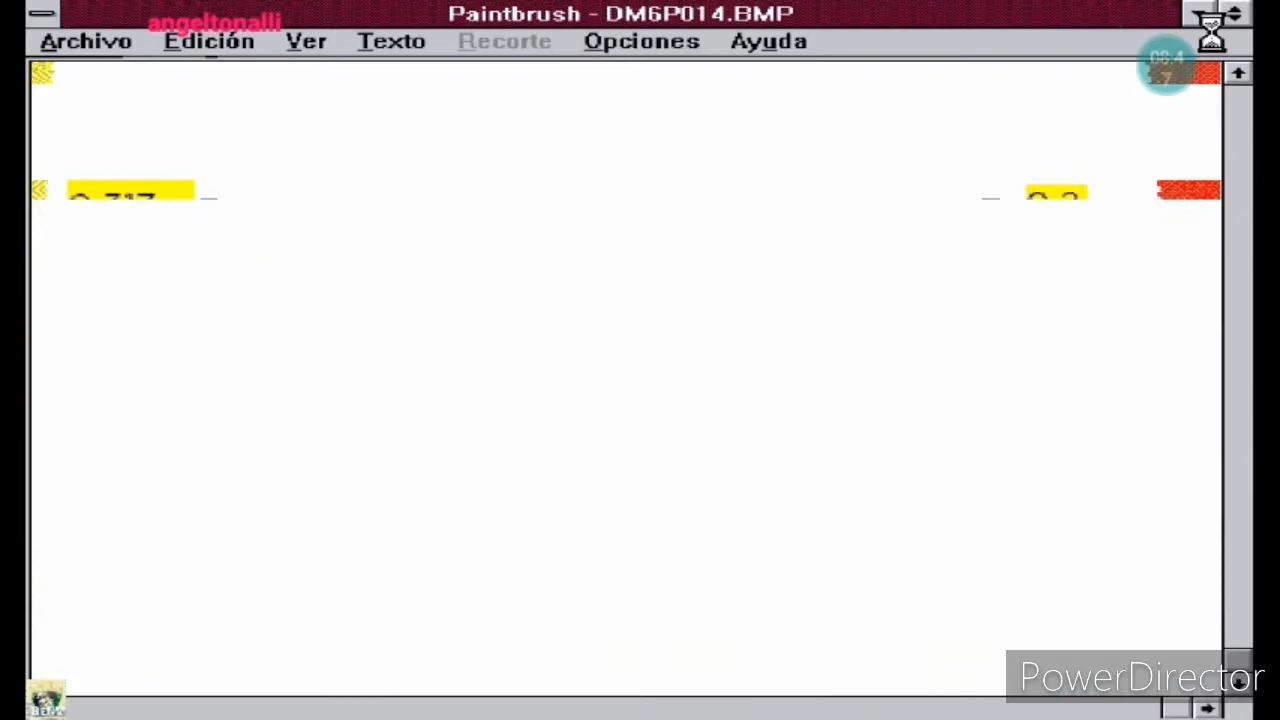 Paintbrush - DM6P014.BMP
angeltonalli
Archivo Edición Ver Texto Recorte Opciones Ayuda
PowerDirector